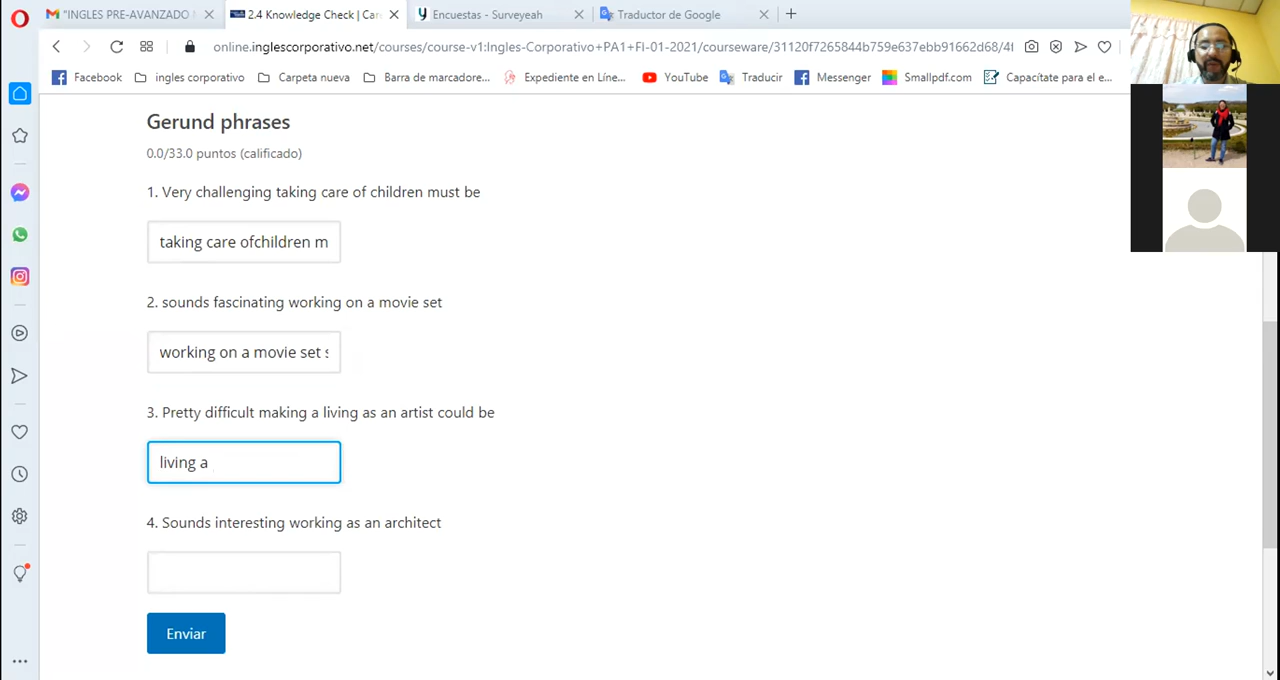 "INGLES PRE-AVANZADO
2.4 Knowledge Check | Car
Encuestas - Surveyeah
Traductor de Google
online.inglescorporativo.net/courses/course-v1:Ingles-Corporativo+PA1+FI-01-2021/courseware/31120f7265844b759e637ebb91662d68/4f
Facebook
ingles corporativo
Carpeta nueva
Barra de marcadore...
Expediente en Líne...
YouTube
Traducir
Messenger
Smallpdf.com
Capacítate para el e...
Gerund phrases
0.0/33.0 puntos (calificado)
1. Very challenging taking care of children must be
taking care ofchildren m
2. sounds fascinating working on a movie set
working on a movie set s
3. Pretty difficult making a living as an artist could be
living a
4. Sounds interesting working as an architect
Enviar